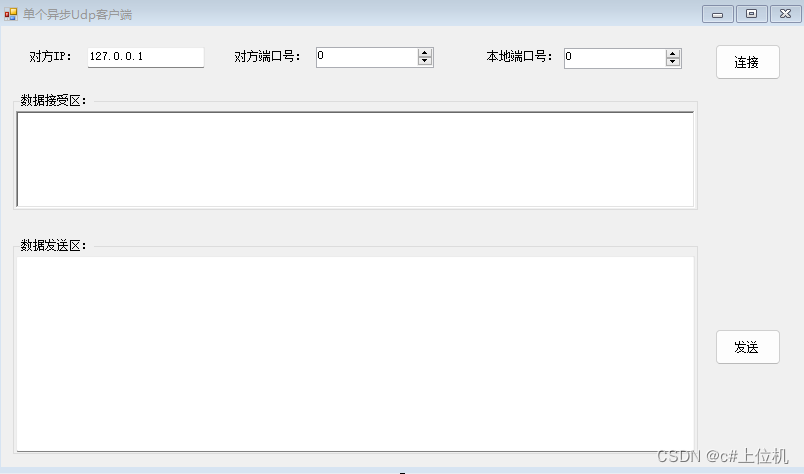 单个异步Udp客户端
对方IP： 127.0.0.1 对方端口号： 0 本地端口号： 0 连接
数据接受区：
数据发送区：
发送
CSDN @c#上位机